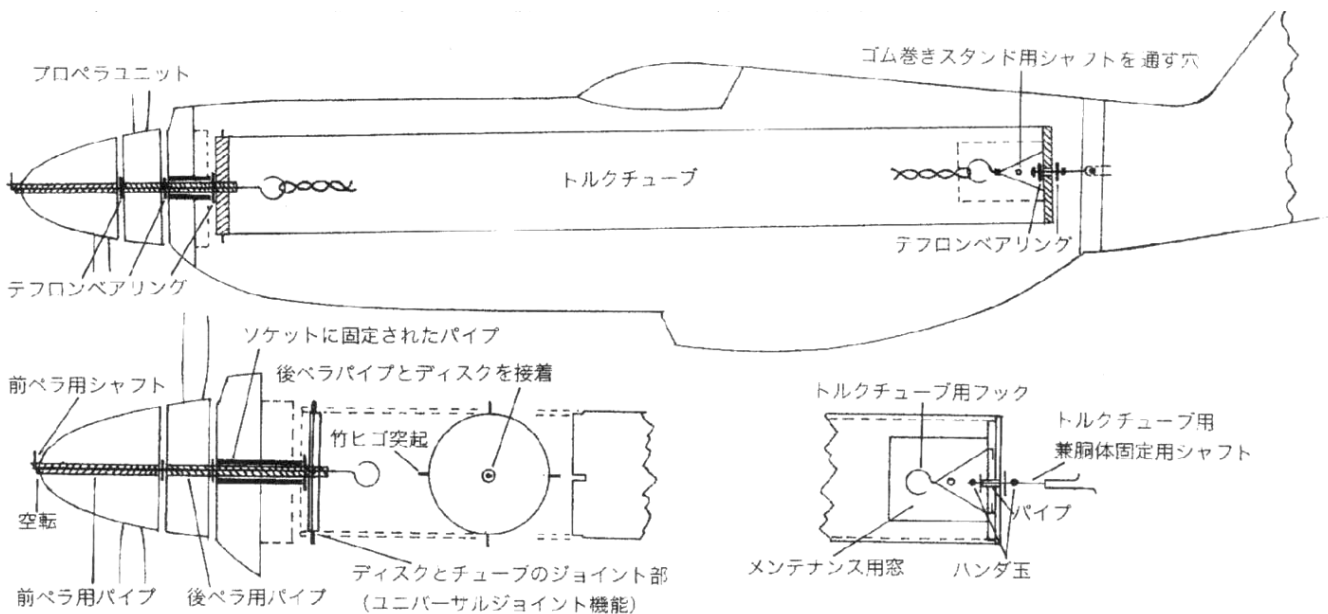 プロペラユニット
ゴム巻きスタンド用シャフトを通す穴
トルクチューブ
テフロンベアリング
テフロンベアリング
ソケットに固定されたパイプ
後ペラパイプとディスクを接着
前ペラ用シャフト
竹ヒゴ突起
空転
前ペラ用パイプ
後ペラ用パイプ
ディスクとチューブのジョイント部
(ユニバーサルジョイント機能)
トルクチューブ用フック
トルクチューブ用
兼胴体固定用シャフト
パイプ
メンテナンス用窓
ハンダ玉